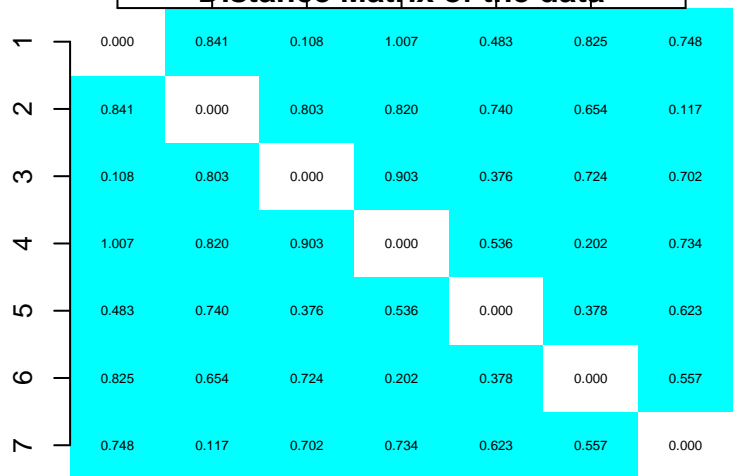 Distance Matrix of the data
1 0.000 0.841 0.108 1.007 0.483 0.825 0.748
2 0.841 0.000 0.803 0.820 0.740 0.654 0.117
3 0.108 0.803 0.000 0.903 0.376 0.724 0.702
4 1.007 0.820 0.903 0.000 0.536 0.202 0.734
5 0.483 0.740 0.376 0.536 0.000 0.378 0.623
6 0.825 0.654 0.724 0.202 0.378 0.000 0.557
7 0.748 0.117 0.702 0.734 0.623 0.557 0.000